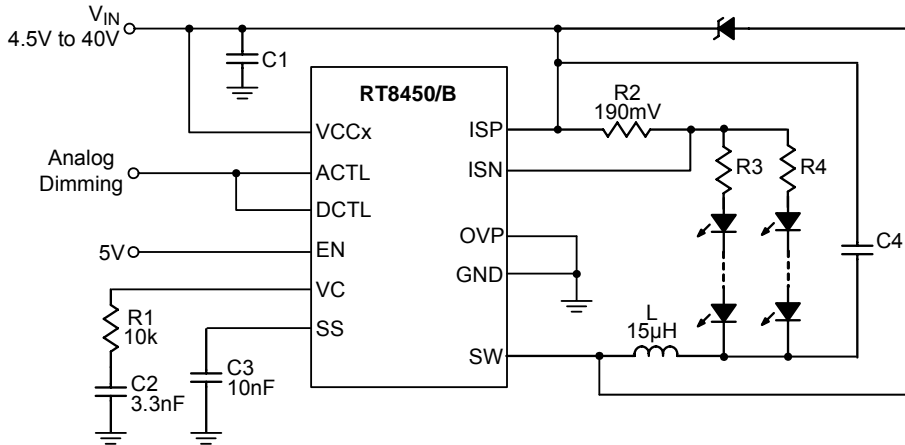 VIN
4.5V to 40V
C1
RT8450/B
R2
190mV
VCCx
ISP
Analog
Dimming
ACTL
ISN
R3
R4
DCTL
OVP
5V
EN
C4
GND
VC
R1
10k
SS
L
15µH
C3
10nF
SW
C2
3.3nF